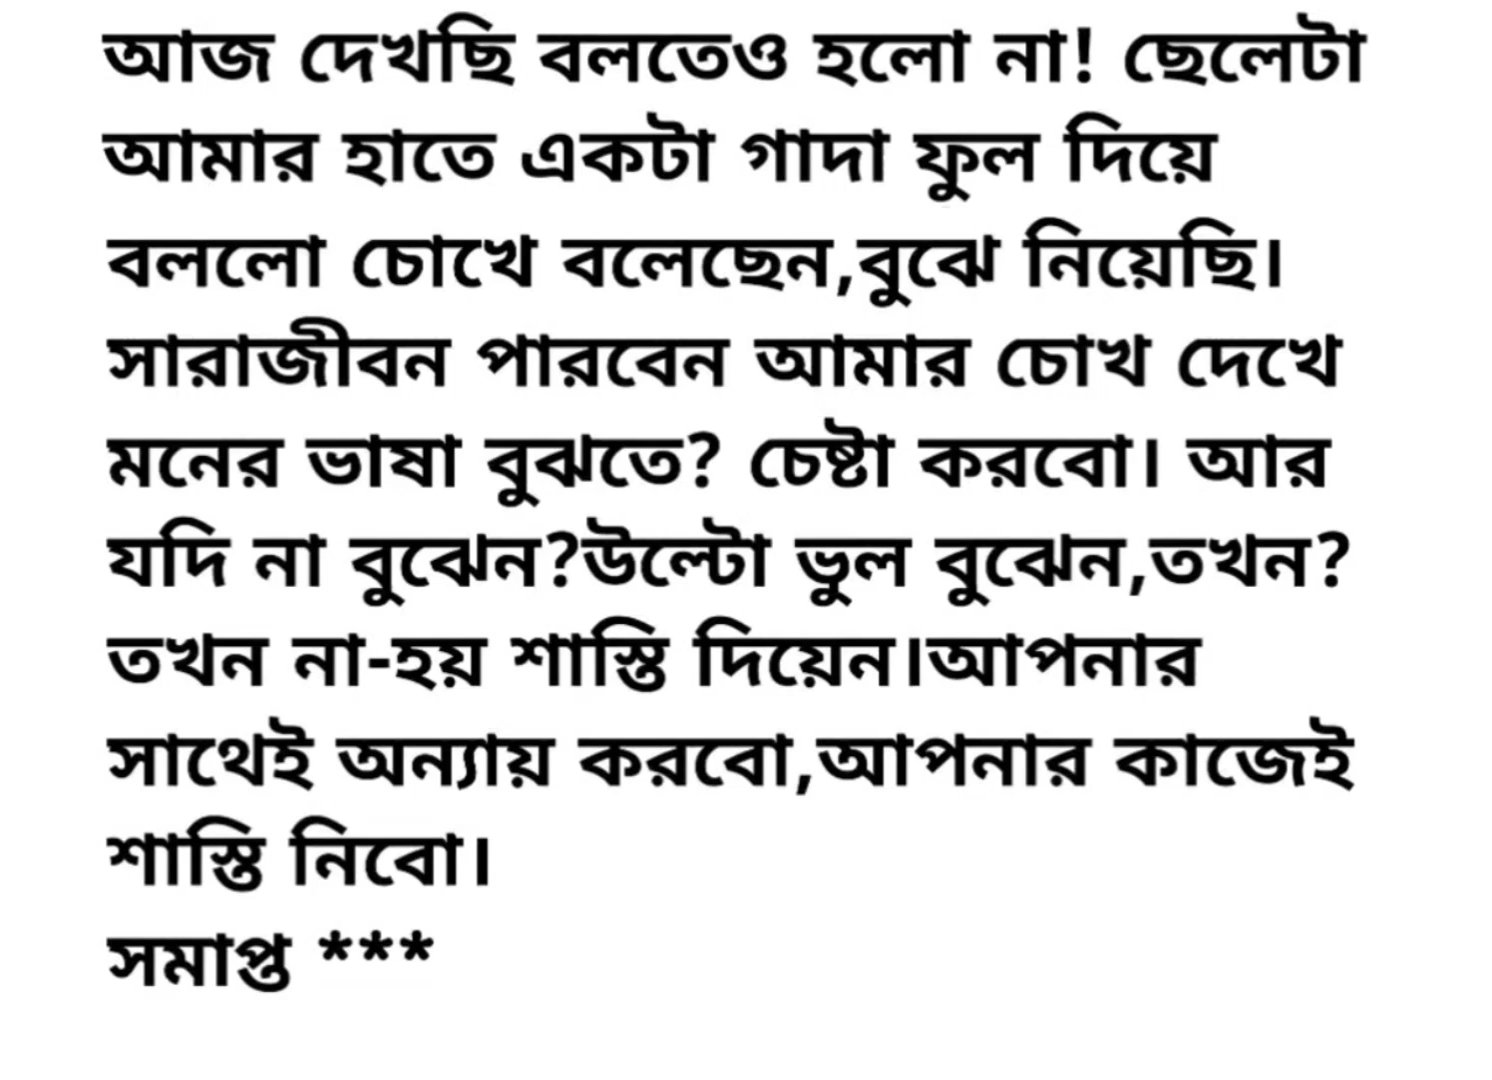 আজ দেখছি বলতেও হলো না! ছেলেটা
আমার হাতে একটা গাদা ফুল দিয়ে
বললো চোখে বলেছেন,বুঝে নিয়েছি।
সারাজীবন পারবেন আমার চোখ দেখে
মনের ভাষা বুঝতে? চেষ্টা করবো। আর
যদি না বুঝেন?উল্টো ভুল বুঝেন,তখন?
তখন না-হয় শাস্তি দিয়েন।আপনার
সাথেই অন্যায় করবো,আপনার কাজেই
শাস্তি নিবো।
সমাপ্ত ***